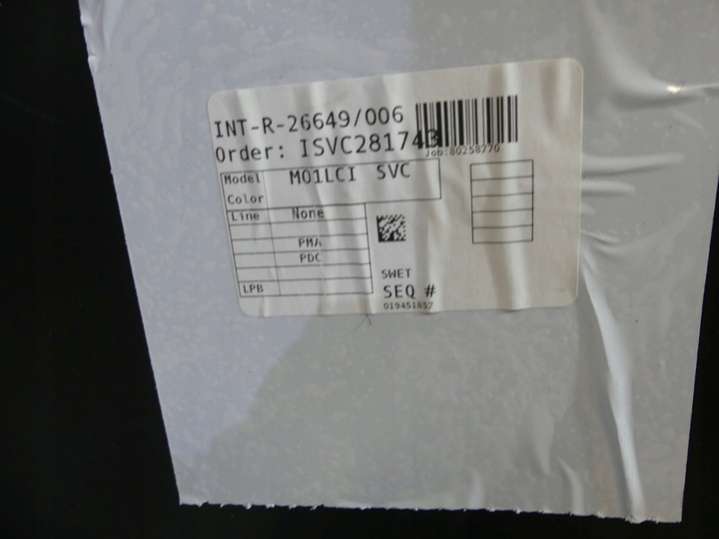 INT-R-26649/006
Order: ISVC281743
Job:80258770
Model M01LCI SVC
Color
Line None
PMA
PDC
LPB
SWET
SEQ #
019451857